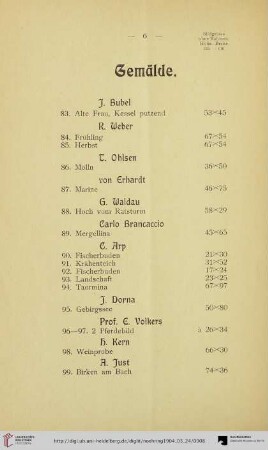 — 6 —
Gemälde.
J. Bubel
83. Alte Frau, Kessel putzend 53×45
R. Weber
84. Frühling 67×54
85. Herbst 67×54
T. Ohlsen
86. Molln 36×50
von Erhardt
87. Marine 46×75
G. Waldau
88. Hoch vom Ratsturm 58×29
Carlo Brancaccio
89. Mergellina 45×65
C. Arp
90. Fischerbuden 21×30
91. Krähenteich 31×52
92. Fischerbuden 17×24
93. Landschaft 23×25
94. Taormina 67×97
J. Dorna
95. Gebirgssee 50×80
Prof. E. Volkers
96—97. 2 Pferdebild à 26×34
H. Kern
98. Weinprobe 66×30
A. Just
99. Birken am Bach 74×36